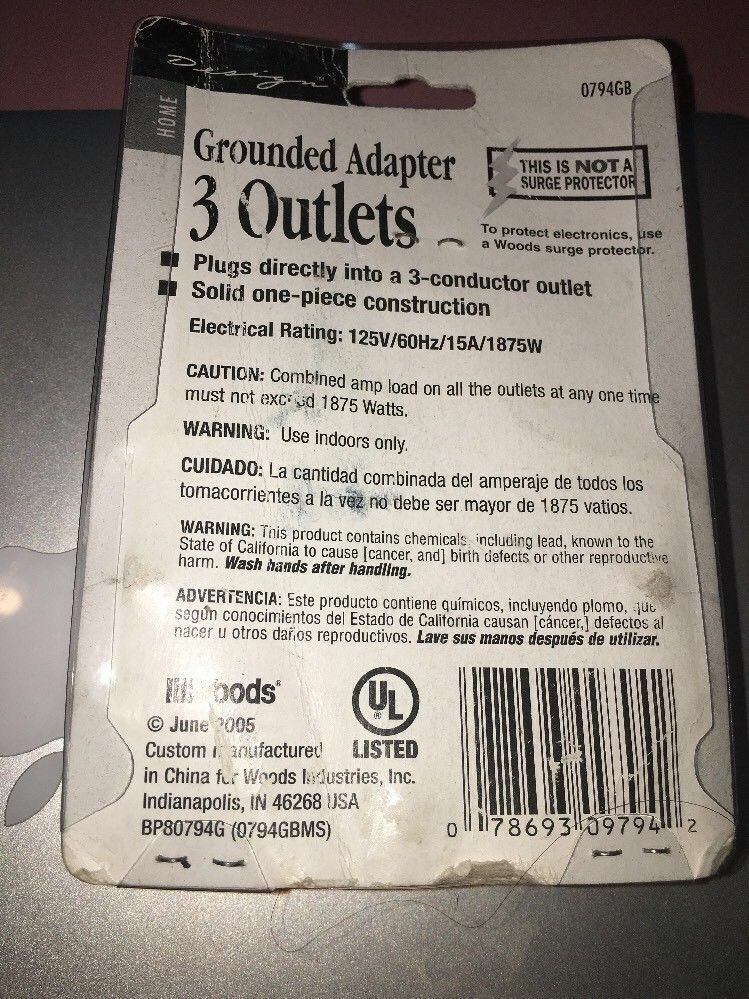 Design
HOME
0794GB
Grounded Adapter
3 Outlets
THIS IS NOT A
SURGE PROTECTOR
To protect electronics, use
a Woods surge protector.
■ Plugs directly into a 3-conductor outlet
■ Solid one-piece construction
Electrical Rating: 125V/60Hz/15A/1875W
CAUTION: Combined amp load on all the outlets at any one time
must not exceed 1875 Watts.
WARNING: Use indoors only.
CUIDADO: La cantidad combinada del amperaje de todos los
tomacorrientes a la vez no debe ser mayor de 1875 vatios.
WARNING: This product contains chemicals, including lead, known to the
State of California to cause [cancer, and] birth defects or other reproductive
harm. Wash hands after handling.
ADVERTENCIA: Este producto contiene químicos, incluyendo plomo, que
según conocimientos del Estado de California causan [cáncer,] defectos al
nacer u otros daños reproductivos. Lave sus manos después de utilizar.
Woods®
UL
®
LISTED
© June 2005
Custom manufactured
in China for Woods Industries, Inc.
Indianapolis, IN 46268 USA
BP80794G (0794GBMS)
0 78693 09794 2